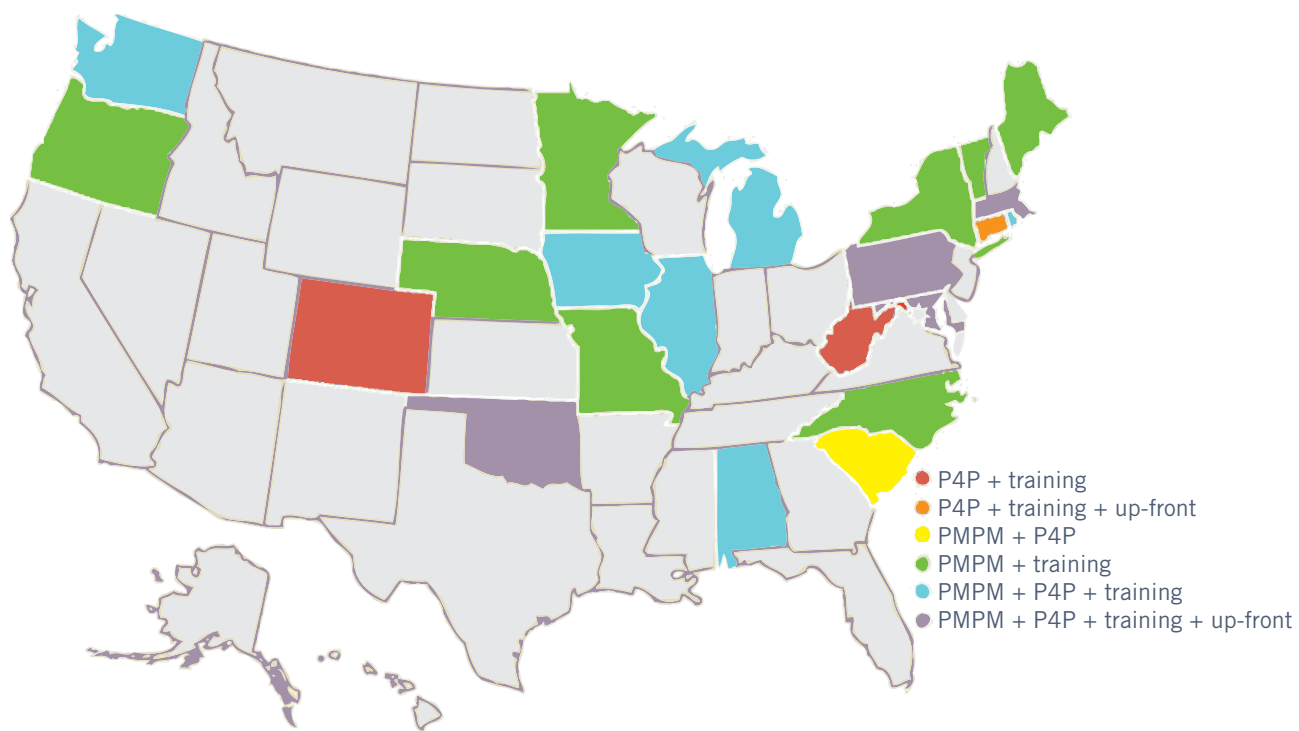 P4P + training
P4P + training + up-front
PMPM + P4P
PMPM + training
PMPM + P4P + training
PMPM + P4P + training + up-front